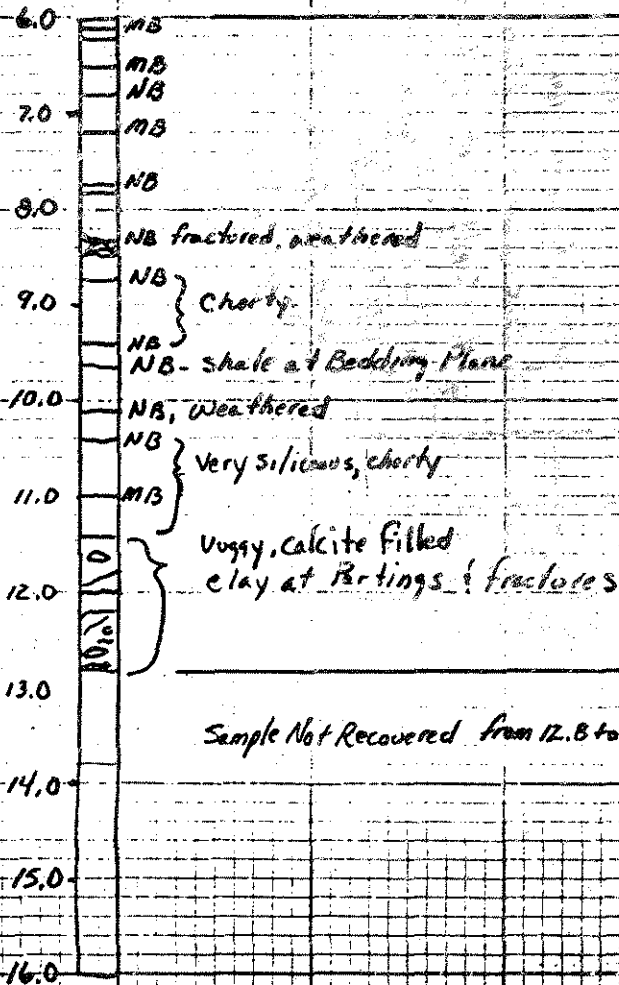 6.0 MB
MB
NB
7.0
MB
NB
8.0
NB fractured, weathered
NB
9.0 Cherty
NB
NB - Shale at Bedding Plane
10.0
NB, Weathered
NB
Very Silicious, cherty
11.0 MB
Vuggy, Calcite Filled
clay at Partings & fractures
12.0
13.0
Sample Not Recovered from 12.8 to
14.0
15.0
16.0